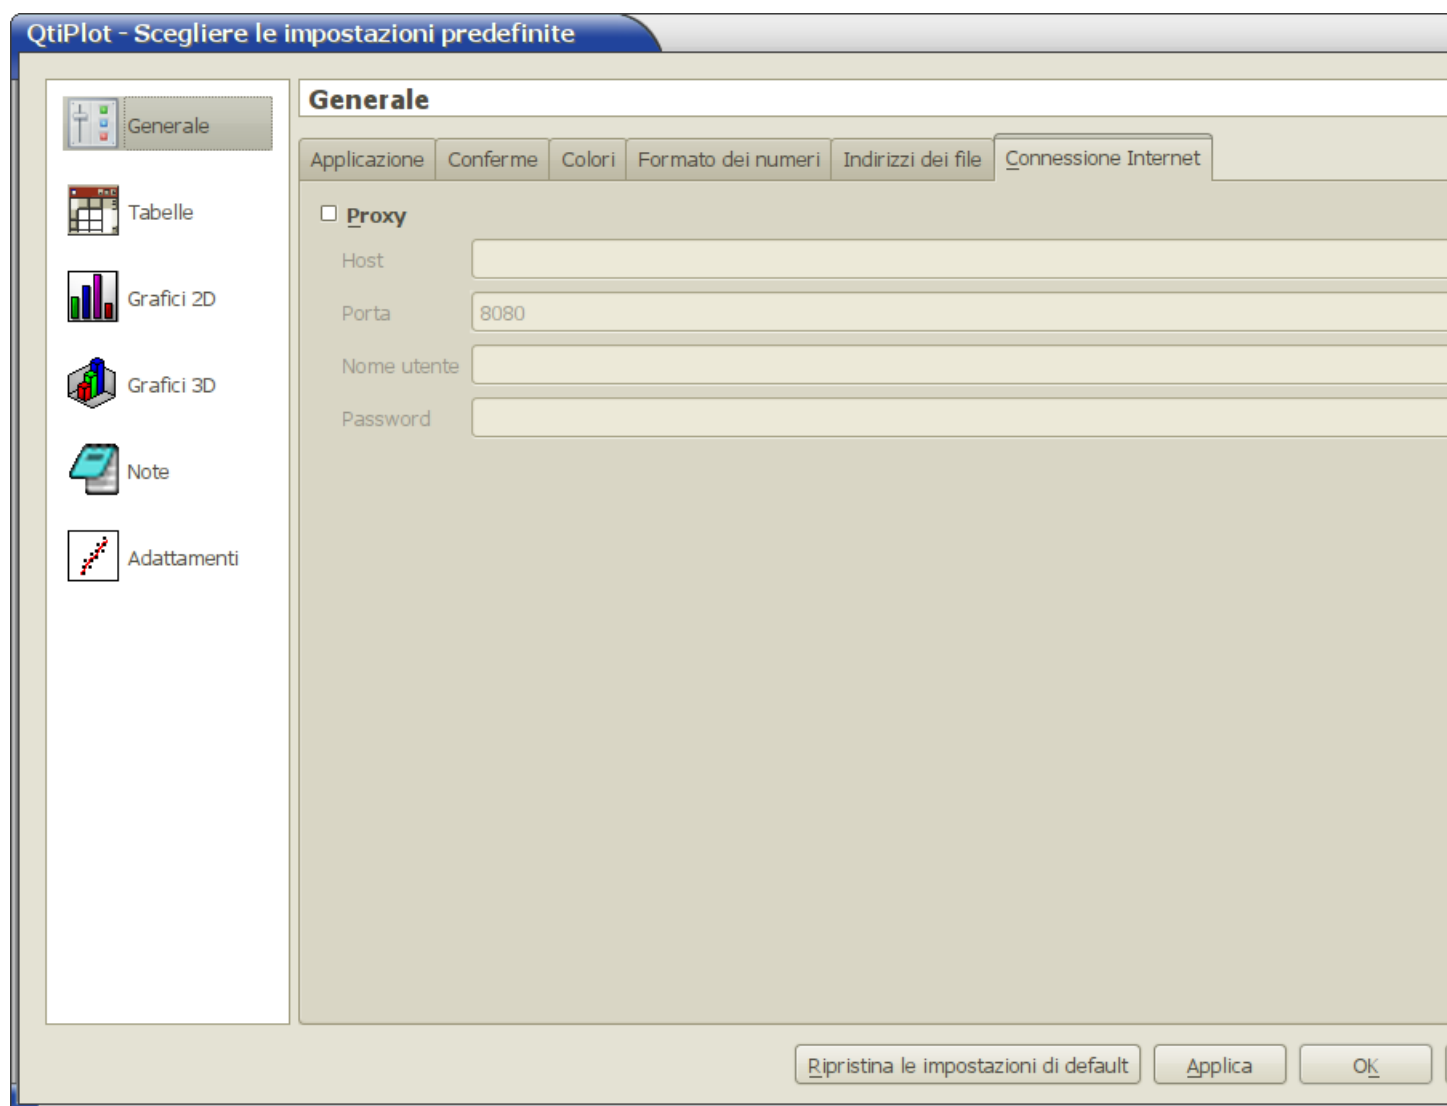 QtiPlot - Scegliere le impostazioni predefinite
Generale
Tabelle
Grafici 2D
Grafici 3D
Note
Adattamenti
Generale
Applicazione Conferme Colori Formato dei numeri Indirizzi dei file Connessione Internet
Proxy
Host
Porta 8080
Nome utente
Password
Ripristina le impostazioni di default Applica OK